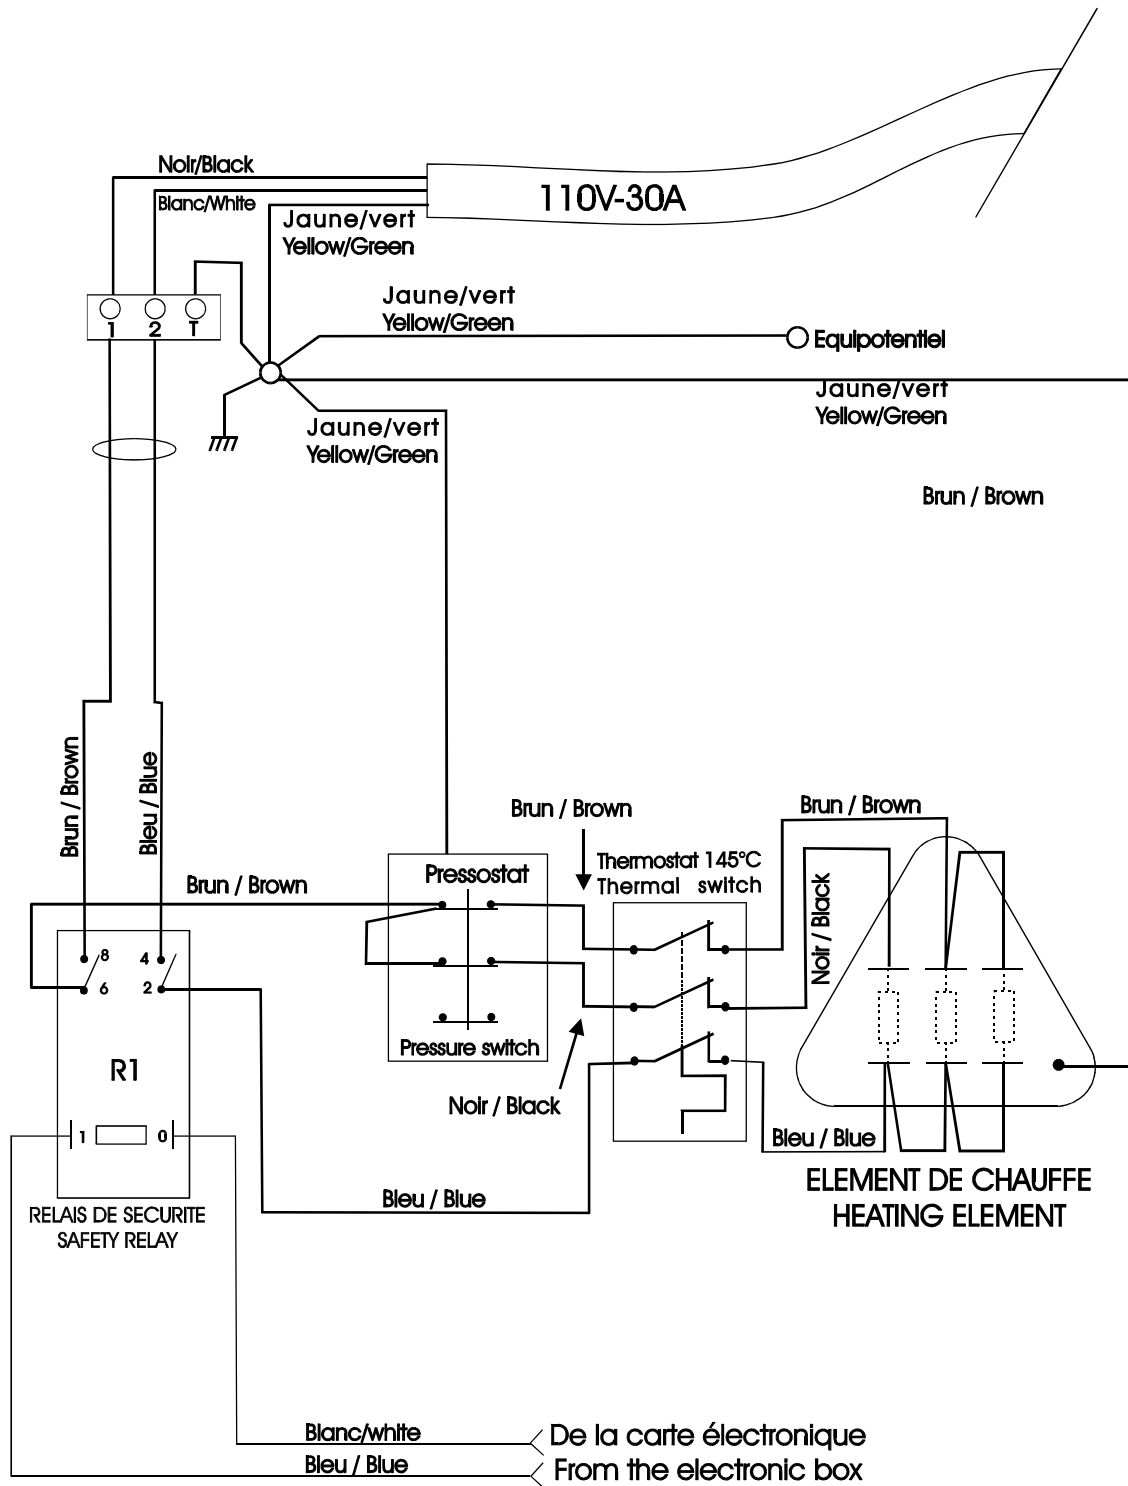 Noir/Black
110V-30A
Blanc/White
Jaune/vert
Yellow/Green
Jaune/vert
Yellow/Green
1 2 T
Equipotentiel
Jaune/vert
Yellow/Green
Jaune/vert
Yellow/Green
Brun / Brown
Brun / Brown
Bleu / Blue
Brun / Brown
Brun / Brown
Brun / Brown
Pressostat
Thermostat 145°C
Thermal switch
Noir / Black
8 4
6 2
Pressure switch
R1
Noir / Black
1 0
Bleu / Blue
ELEMENT DE CHAUFFE
HEATING ELEMENT
Bleu / Blue
RELAIS DE SECURITE
SAFETY RELAY
Blanc/white
De la carte électronique
Bleu / Blue
From the electronic box